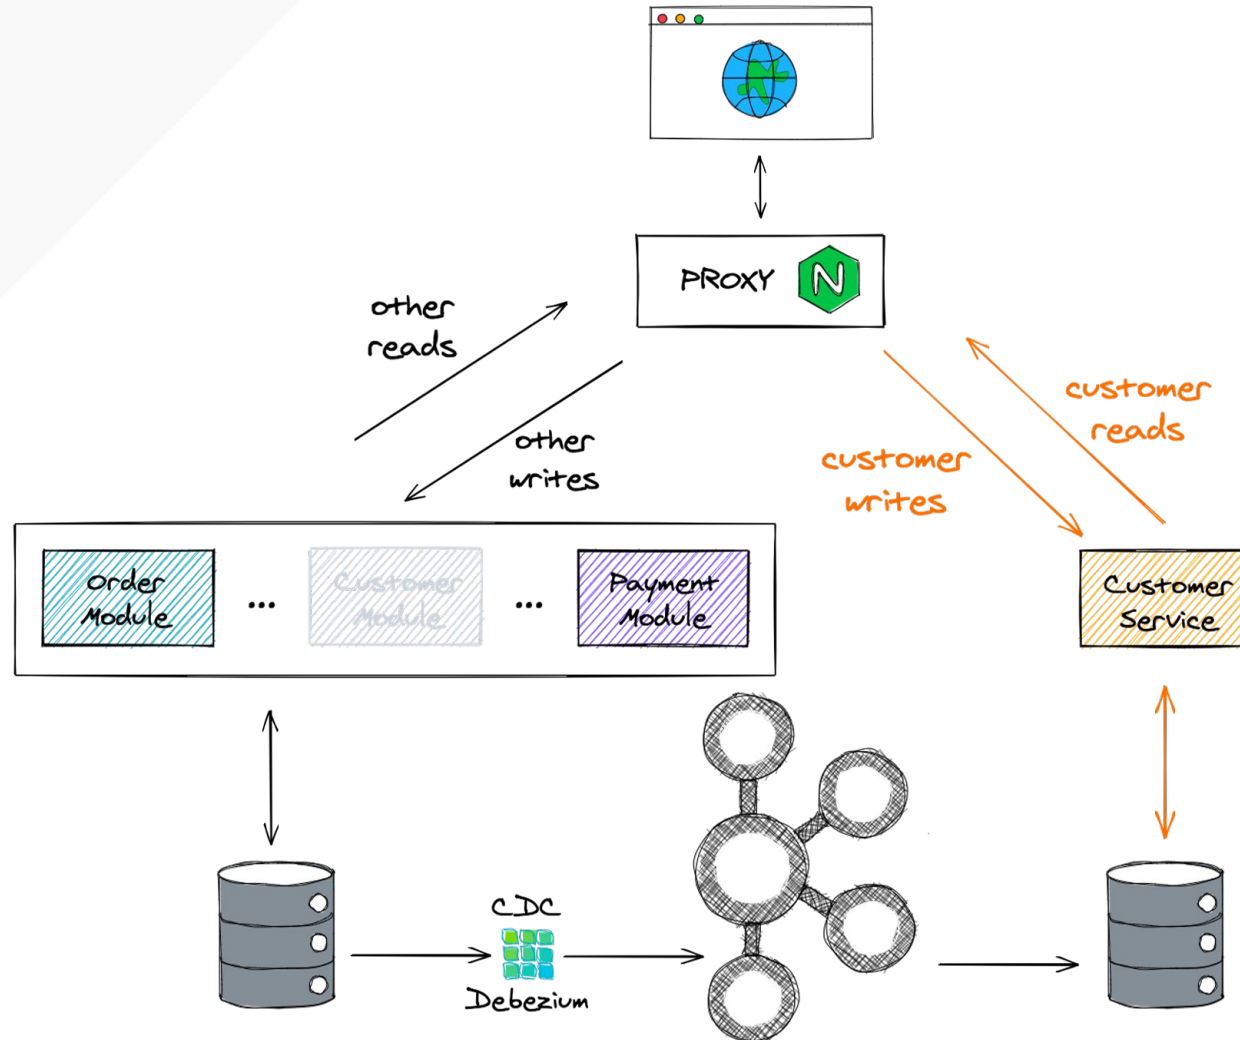 PROXY
N
other
reads
other
writes
customer
reads
customer
writes
Order
Module
...
Customer
Module
...
Payment
Module
Customer
Service
CDC
Debezium